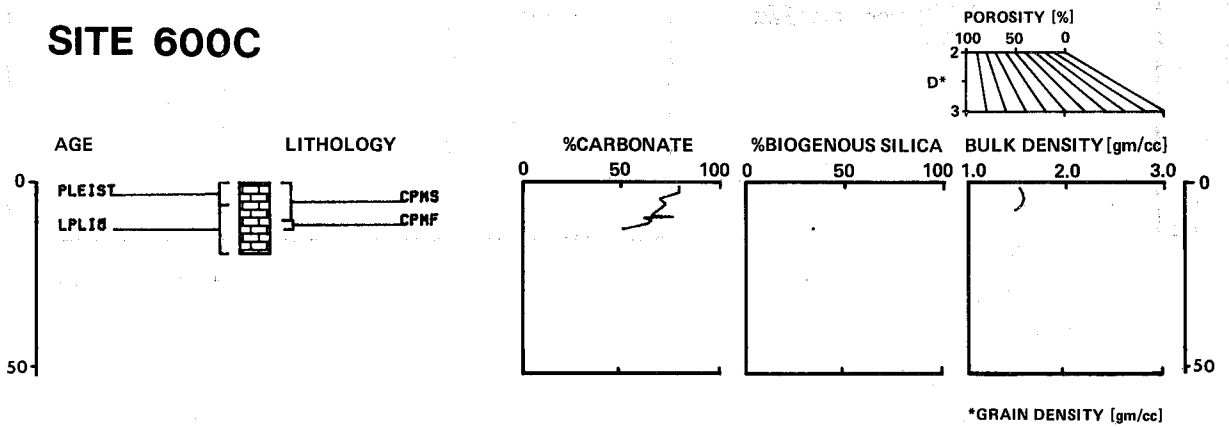 SITE 600C
POROSITY [%]
100 50 0
2
D*
3
AGE LITHOLOGY %CARBONATE %BIOGENOUS SILICA BULK DENSITY [gm/cc]
0 50 100 0 50 100 1.0 2.0 3.0
0 PLEIST CPMS 0
LPLIO CPMF
50 50
*GRAIN DENSITY [gm/cc]